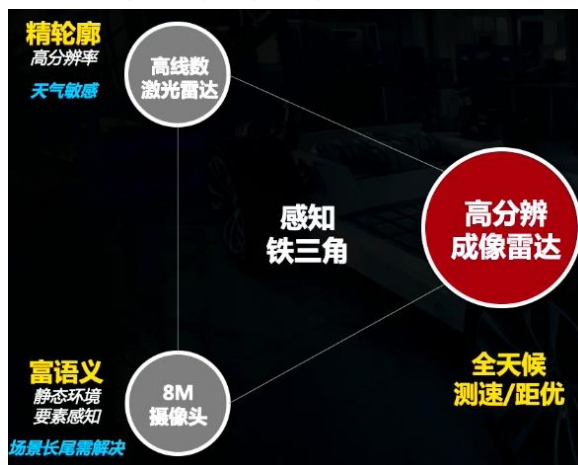 精轮廓
高分辨率
天气敏感
高线数
激光雷达
感知
铁三角
高分辨
成像雷达
富语义
静态环境
要素感知
场景长尾需解决
8M
摄像头
全天候
测速/距优